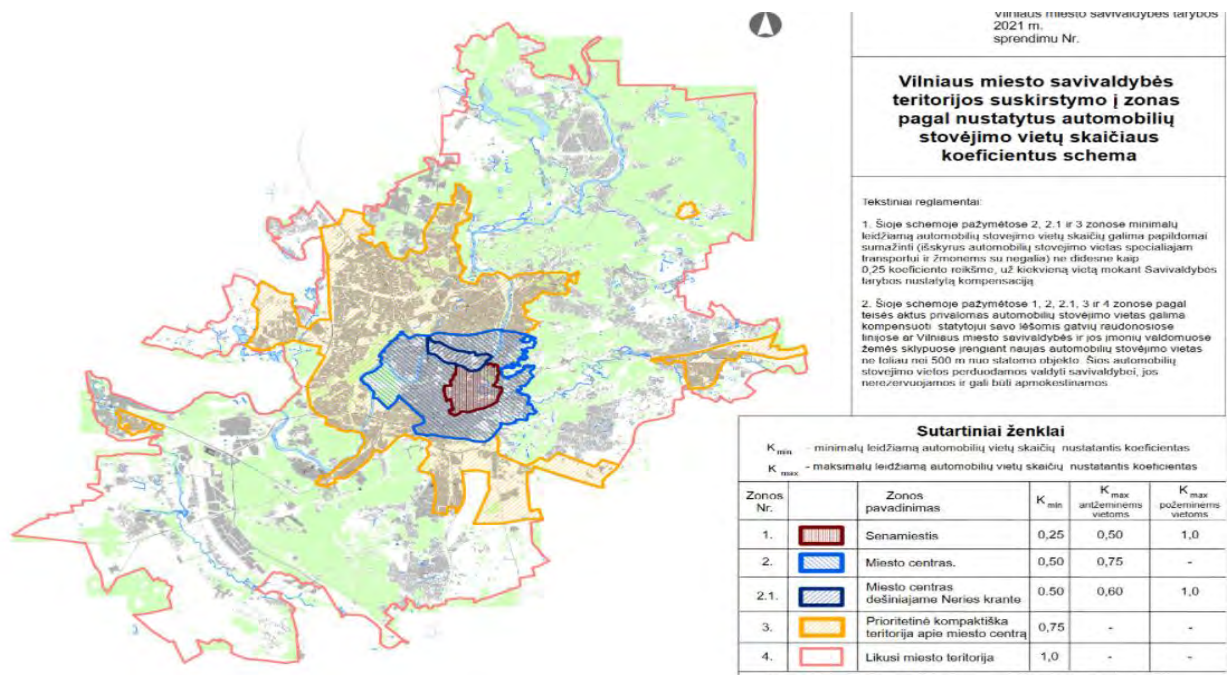 Vilniaus miesto savivaldybės tarybos
2021 m.
sprendimu Nr.
Vilniaus miesto savivaldybės
teritorijos suskirstymo į zonas
pagal nustatytus automobilių
stovėjimo vietų skaičiaus
koeficientus schema
Tekstiniai reglamentai:
1. Šioje schemoje pažymėtose 2, 2.1 ir 3 zonose minimalų
leidžiamą automobilių stovėjimo vietų skaičių galima papildomai
sumažinti (išskyrus automobilių stovėjimo vietas specialiajam
transportui ir žmonėms su negalia) ne didesne kaip
0,25 koeficiento reikšme, už kiekvieną vietą mokant Savivaldybės
tarybos nustatytą kompensaciją
2. Šioje schemoje pažymėtose 1, 2, 2.1, 3 ir 4 zonose pagal
teisės aktus privalomas automobilių stovėjimo vietas galima
kompensuoti statytojui savo lėšomis gatvių raudonosiose
linijose ar Vilniaus miesto savivaldybės ir jos įmonių valdomuose
žemės sklypuose įrengiant naujas automobilių stovėjimo vietas
ne toliau nei 500 m nuo statomo objekto. Šios automobilių
stovėjimo vietos perduodamos valdyti savivaldybei, jos
nerezervuojamos ir gali būti apmokestinamos
Sutartiniai ženklai
K min. - minimalų leidžiamą automobilių vietų skaičių nustatantis koeficientas
K max - maksimalų leidžiamą automobilių vietų skaičių nustatantis koeficientas
Zonos Nr. Zonos pavadinimas K min K max antžeminėms vietoms K max požeminėms vietoms
1. Senamiestis 0,25 0,50 1,0
2. Miesto centras. 0,50 0,75 -
2.1. Miesto centras dešiniajame Neries krante 0.50 0,60 1,0
3. Prioritetinė kompaktiška teritorija apie miesto centrą 0,75 - -
4. Likusi miesto teritorija 1,0 - -